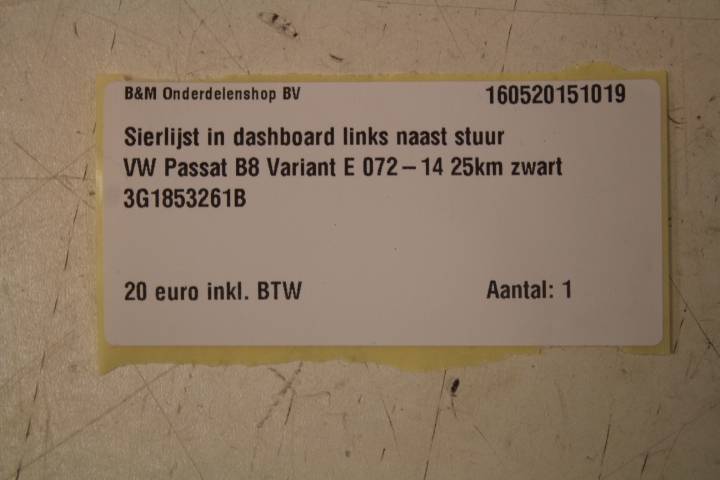 B&M Onderdelenshop BV 160520151019
Sierlijst in dashboard links naast stuur
VW Passat B8 Variant E 072-14 25km zwart
3G1853261B
20 euro inkl. BTW Aantal: 1